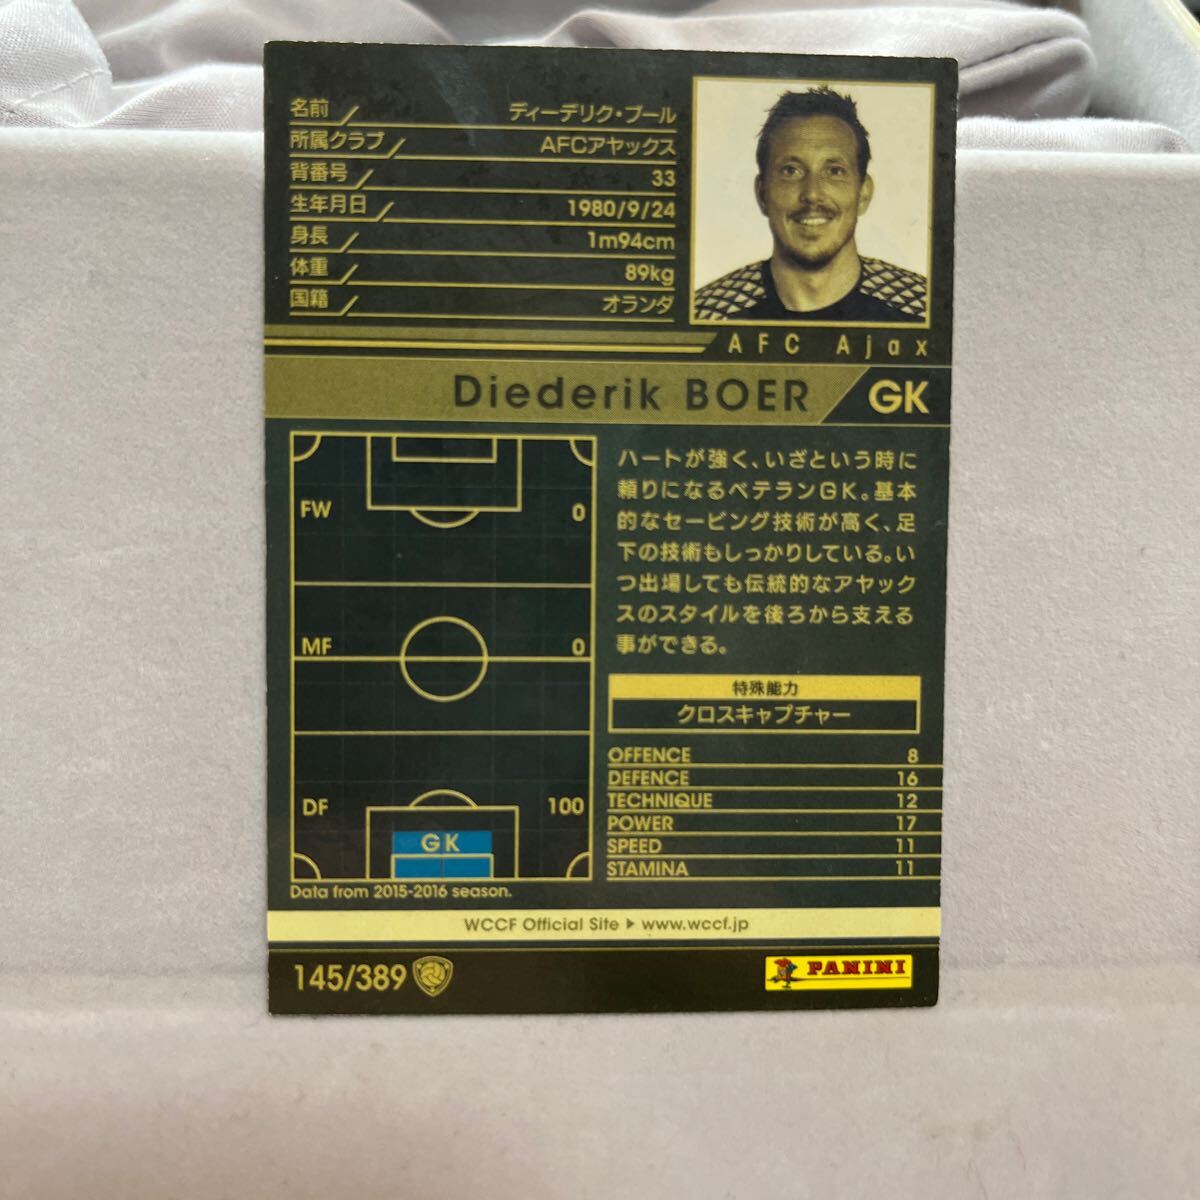 名前 ディーデリク・ブール
所属クラブ AFCアヤックス
背番号 33
生年月日 1980/9/24
身長 1m94cm
体重 89kg
国籍 オランダ
AFC Ajax
Diederik BOER GK
FW 0
MF 0
DF 100
GK
Data from 2015-2016 season.
ハートが強く、いざという時に
頼りになるベテランGK。基本
的なセービング技術が高く、足
下の技術もしっかりしている。い
つ出場しても伝統的なアヤック
スのスタイルを後ろから支える
事ができる。
特殊能力
クロスキャプチャー
OFFENCE 8
DEFENCE 16
TECHNIQUE 12
POWER 17
SPEED 11
STAMINA 11
WCCF Official Site ▶ www.wccf.jp
145/389
PANINI